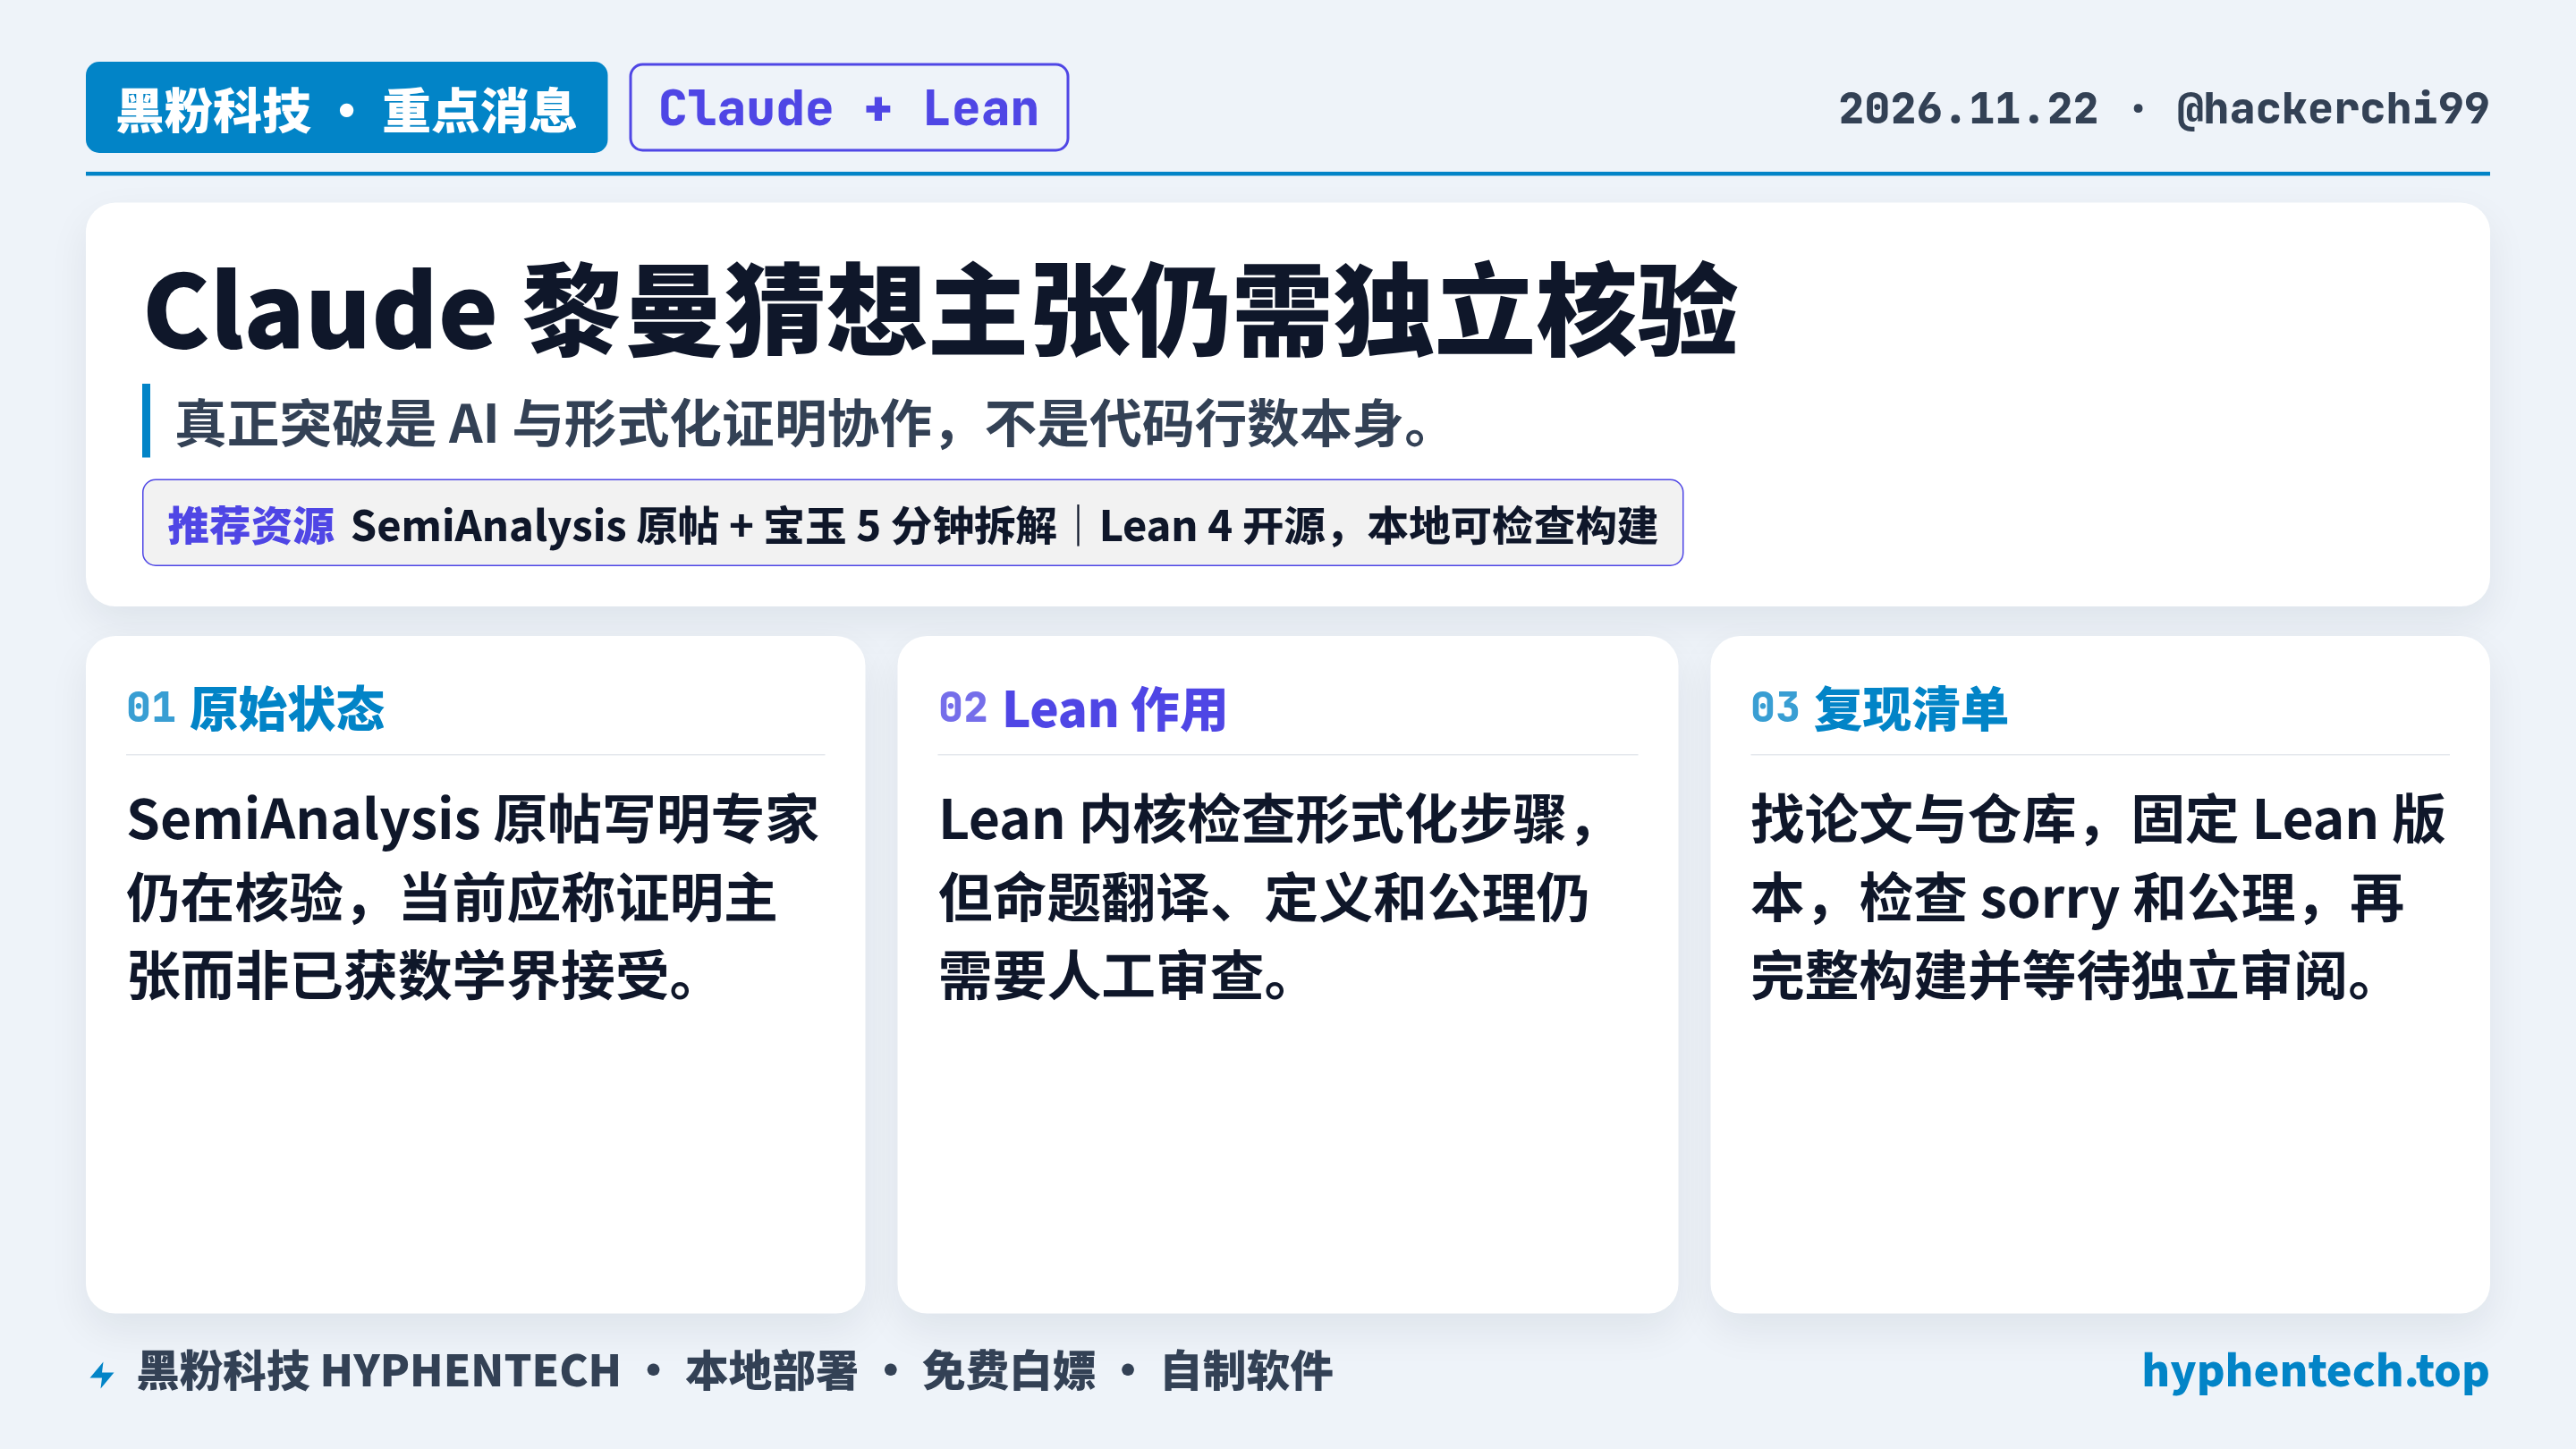 黑粉科技 · 重点消息
Claude + Lean
2026.11.22 · @hackerchi99
Claude 黎曼猜想主张仍需独立核验
真正突破是 AI 与形式化证明协作，不是代码行数本身。
推荐资源 SemiAnalysis 原帖 + 宝玉 5 分钟拆解｜Lean 4 开源，本地可检查构建
01 原始状态
SemiAnalysis 原帖写明专家
仍在核验，当前应称证明主
张而非已获数学界接受。
02 Lean 作用
Lean 内核检查形式化步骤，
但命题翻译、定义和公理仍
需要人工审查。
03 复现清单
找论文与仓库，固定 Lean 版
本，检查 sorry 和公理，再
完整构建并等待独立审阅。
黑粉科技 HYPHENTECH · 本地部署 · 免费白嫖 · 自制软件
hyphentech.top